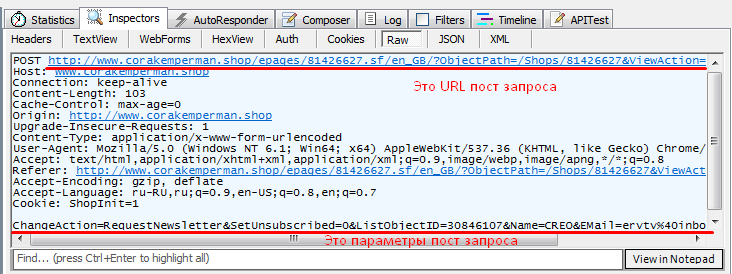 Statistics Inspectors AutoResponder Composer Log Filters Timeline APITest
Headers TextView WebForms HexView Auth Cookies Raw JSON XML
POST http://www.corakemperman.shop/epages/81426627.sf/en_GB/?ObjectPath=/Shops/81426627&ViewAction=
Host: www.corakemperman.shop
Это URL пост запроса
Connection: keep-alive
Content-Length: 103
Cache-Control: max-age=0
Origin: http://www.corakemperman.shop
Upgrade-Insecure-Requests: 1
Content-Type: application/x-www-form-urlencoded
User-Agent: Mozilla/5.0 (Windows NT 6.1; Win64; x64) AppleWebKit/537.36 (KHTML, like Gecko) Chrome/
Accept: text/html,application/xhtml+xml,application/xml;q=0.9,image/webp,image/apng,*/*;q=0.8
Referer: http://www.corakemperman.shop/epages/81426627.sf/en_GB/?ObjectPath=/Shops/81426627&ViewAct
Accept-Encoding: gzip, deflate
Accept-Language: ru-RU,ru;q=0.9,en-US;q=0.8,en;q=0.7
Cookie: ShopInit=1
ChangeAction=RequestNewsletter&SetUnsubscribed=0&ListObjectID=30846107&Name=CREO&EMail=ervtv%40inbo
Это параметры пост запроса
Find... (press Ctrl+Enter to highlight all) View in Notepad